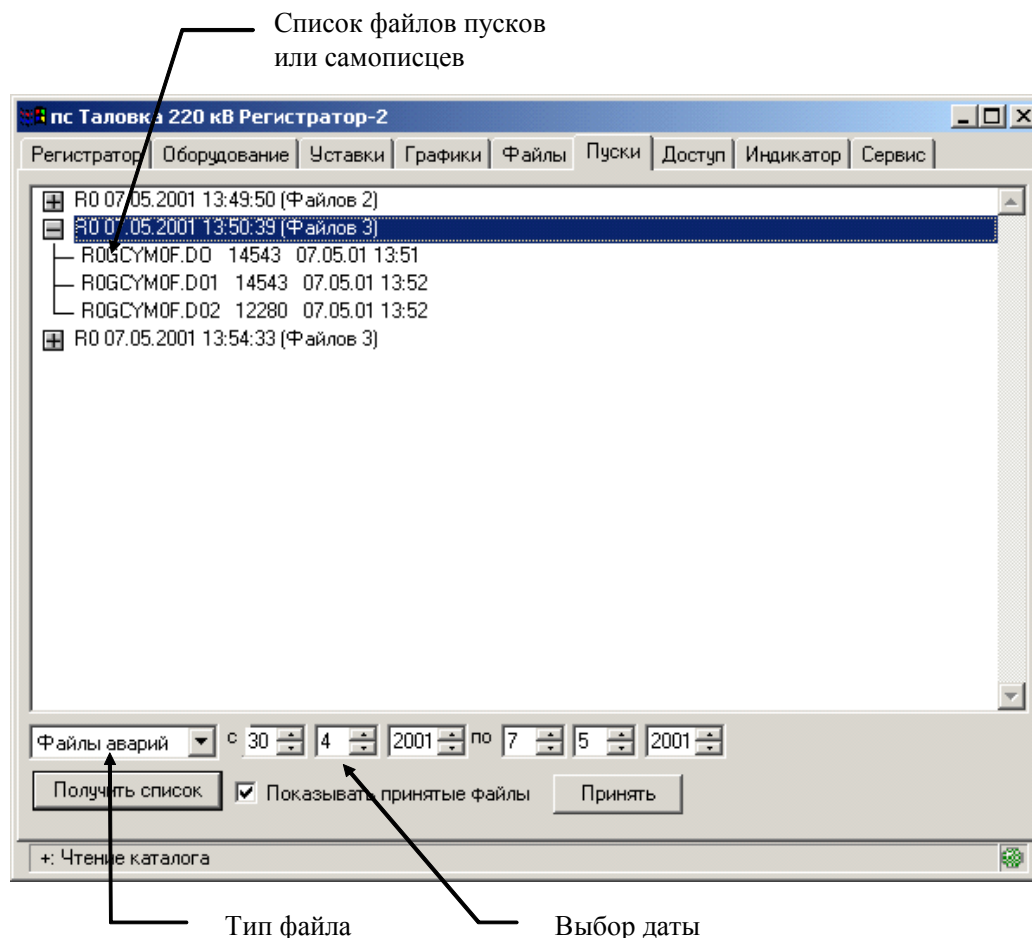 Список файлов пусков
или самописцев
пс Таловка 220 кВ Регистратор-2
Регистратор Оборудование Уставки Графики Файлы Пуски Доступ Индикатор Сервис
R0 07.05.2001 13:49:50 (Файлов 2)
R0 07.05.2001 13:50:39 (Файлов 3)
R0GCYM0F.D0 14543 07.05.01 13:51
R0GCYM0F.D01 14543 07.05.01 13:52
R0GCYM0F.D02 12280 07.05.01 13:52
R0 07.05.2001 13:54:33 (Файлов 3)
Файлы аварий с 30 4 2001 по 7 5 2001
Получить список Показывать принятые файлы Принять
+: Чтение каталога
Тип файла Выбор даты